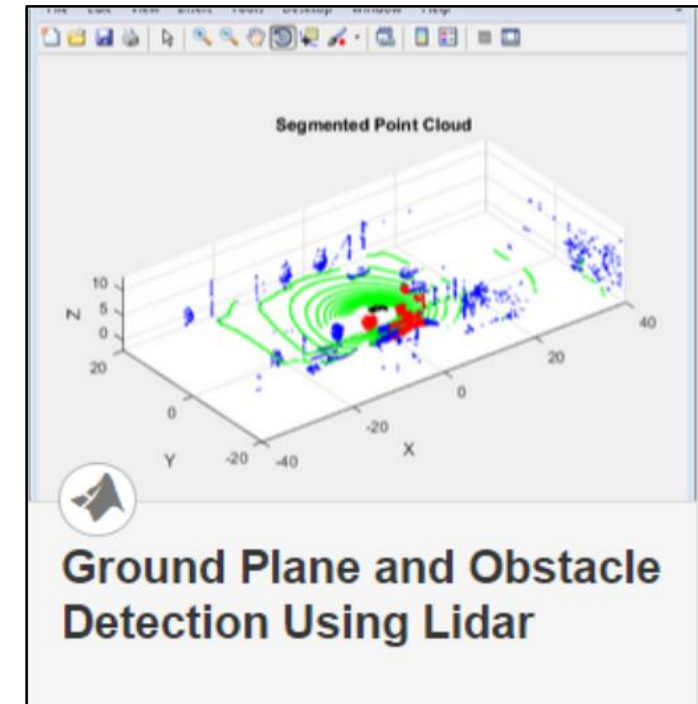 Segmented Point Cloud
10
5
0
Z
20
0
-20
Y
-40
-20
0
20
40
X
Ground Plane and Obstacle
Detection Using Lidar